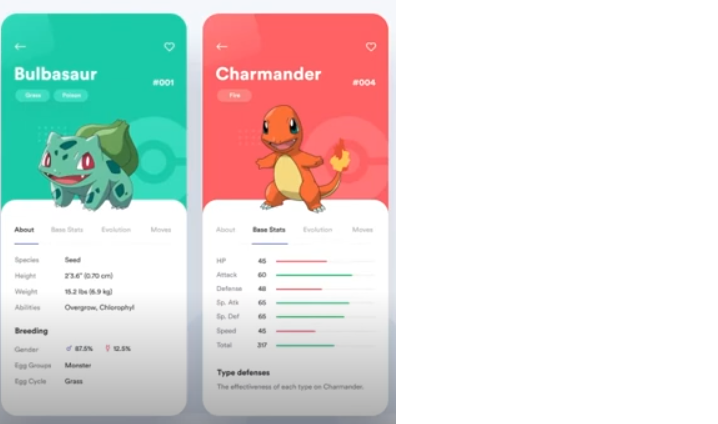 Bulbasaur
#001
Grass Poison
About Base Stats Evolution Moves
Species Seed
Height 2'3.6" (0.70 cm)
Weight 15.2 lbs (6.9 kg)
Abilities Overgrow, Chlorophyl
Breeding
Gender ♂ 87.5% ♀ 12.5%
Egg Groups Monster
Egg Cycle Grass
Charmander
#004
Fire
About Base Stats Evolution Moves
HP 45
Attack 60
Defense 48
Sp. Atk 65
Sp. Def 65
Speed 45
Total 317
Type defenses
The effectiveness of each type on Charmander.